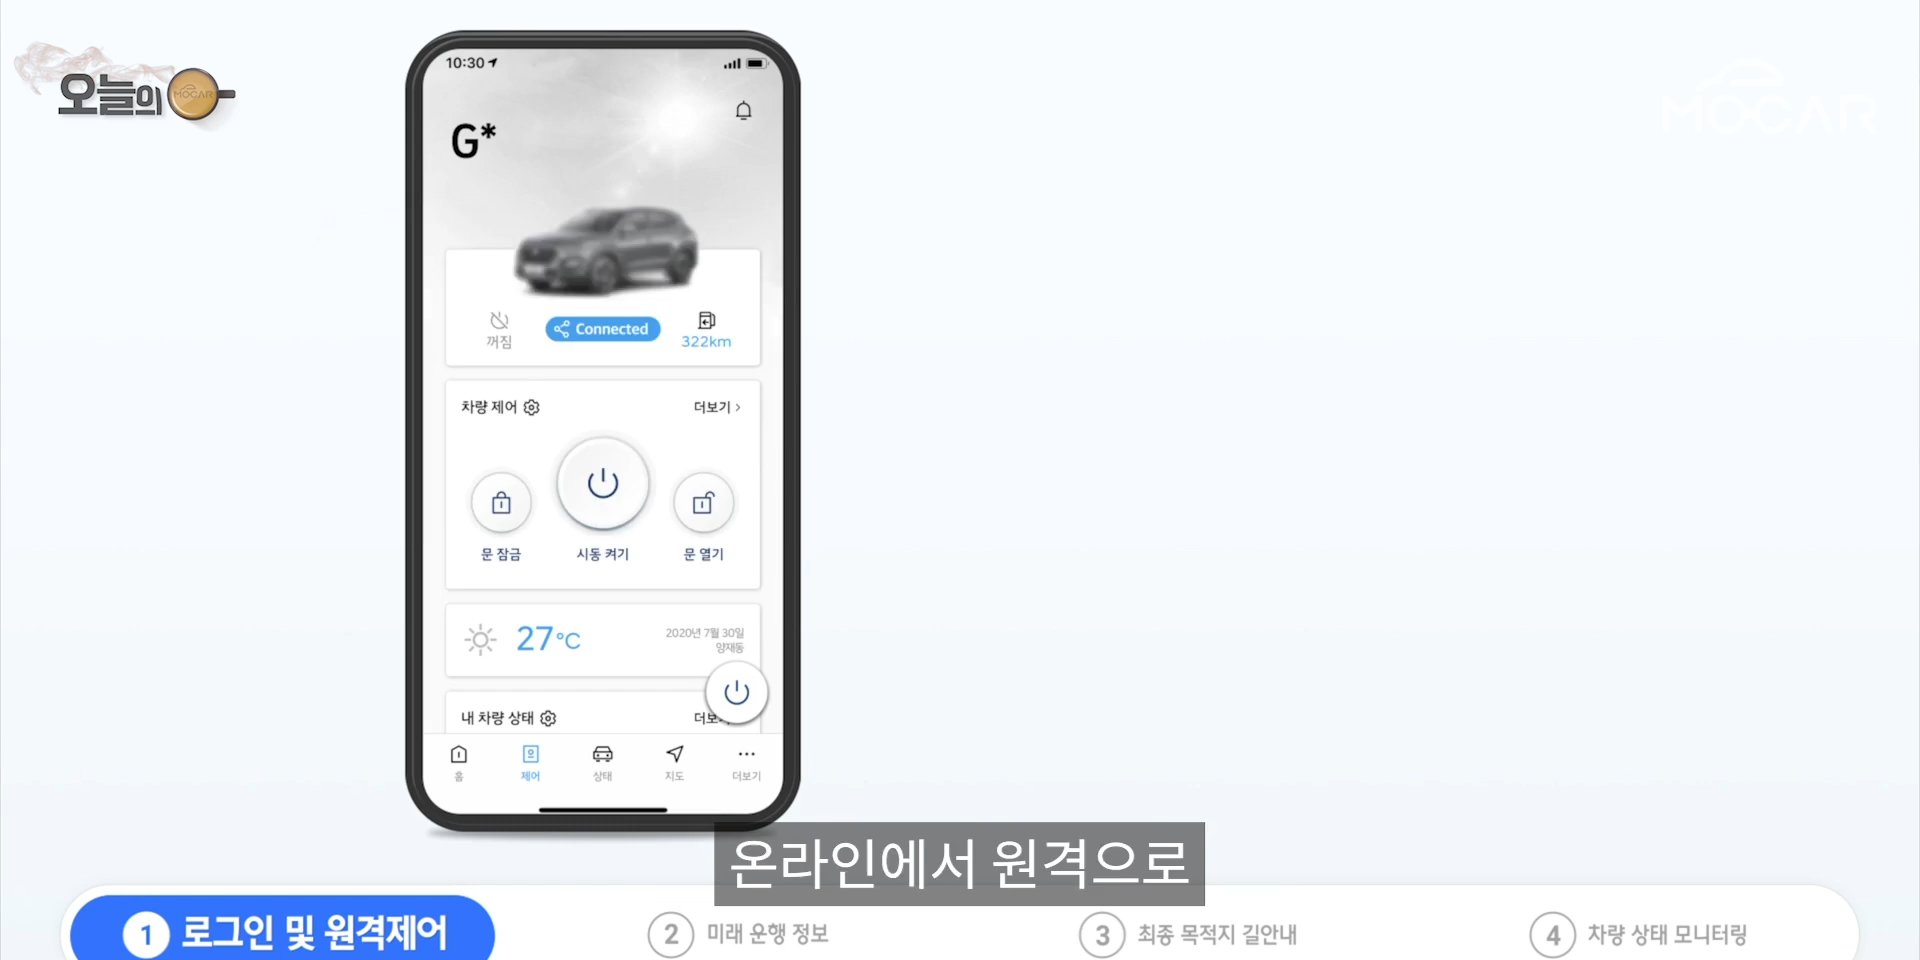 오늘의
MOCAR
MOCAR
10:30
G*
꺼짐
Connected
322km
차량 제어
더보기 >
문 잠금
시동 켜기
문 열기
27°C
2020년 7월 30일
양재동
내 차량 상태
더보
홈
제어
상태
지도
더보기
온라인에서 원격으로
1 로그인 및 원격제어
2 미래 운행 정보
3 최종 목적지 길안내
4 차량 상태 모니터링